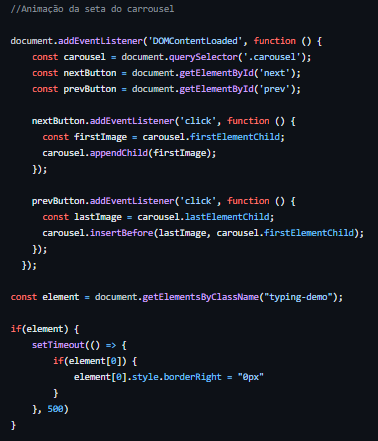 //Animação da seta do carrousel
document.addEventListener('DOMContentLoaded', function () {
    const carousel = document.querySelector('.carousel');
    const nextButton = document.getElementById('next');
    const prevButton = document.getElementById('prev');
    nextButton.addEventListener('click', function () {
      const firstImage = carousel.firstElementChild;
      carousel.appendChild(firstImage);
    });
    prevButton.addEventListener('click', function () {
      const lastImage = carousel.lastElementChild;
      carousel.insertBefore(lastImage, carousel.firstElementChild);
    });
  });
const element = document.getElementsByClassName("typing-demo");
if(element) {
    setTimeout(() => {
        if(element[0]) {
            element[0].style.borderRight = "0px"
        }
    }, 500)
}